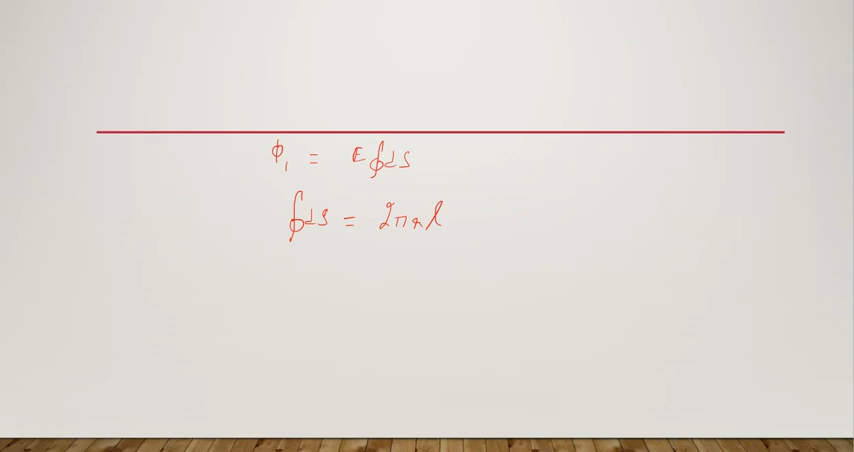 ϕ₁ = E∮ds
∮ds = 2πrl